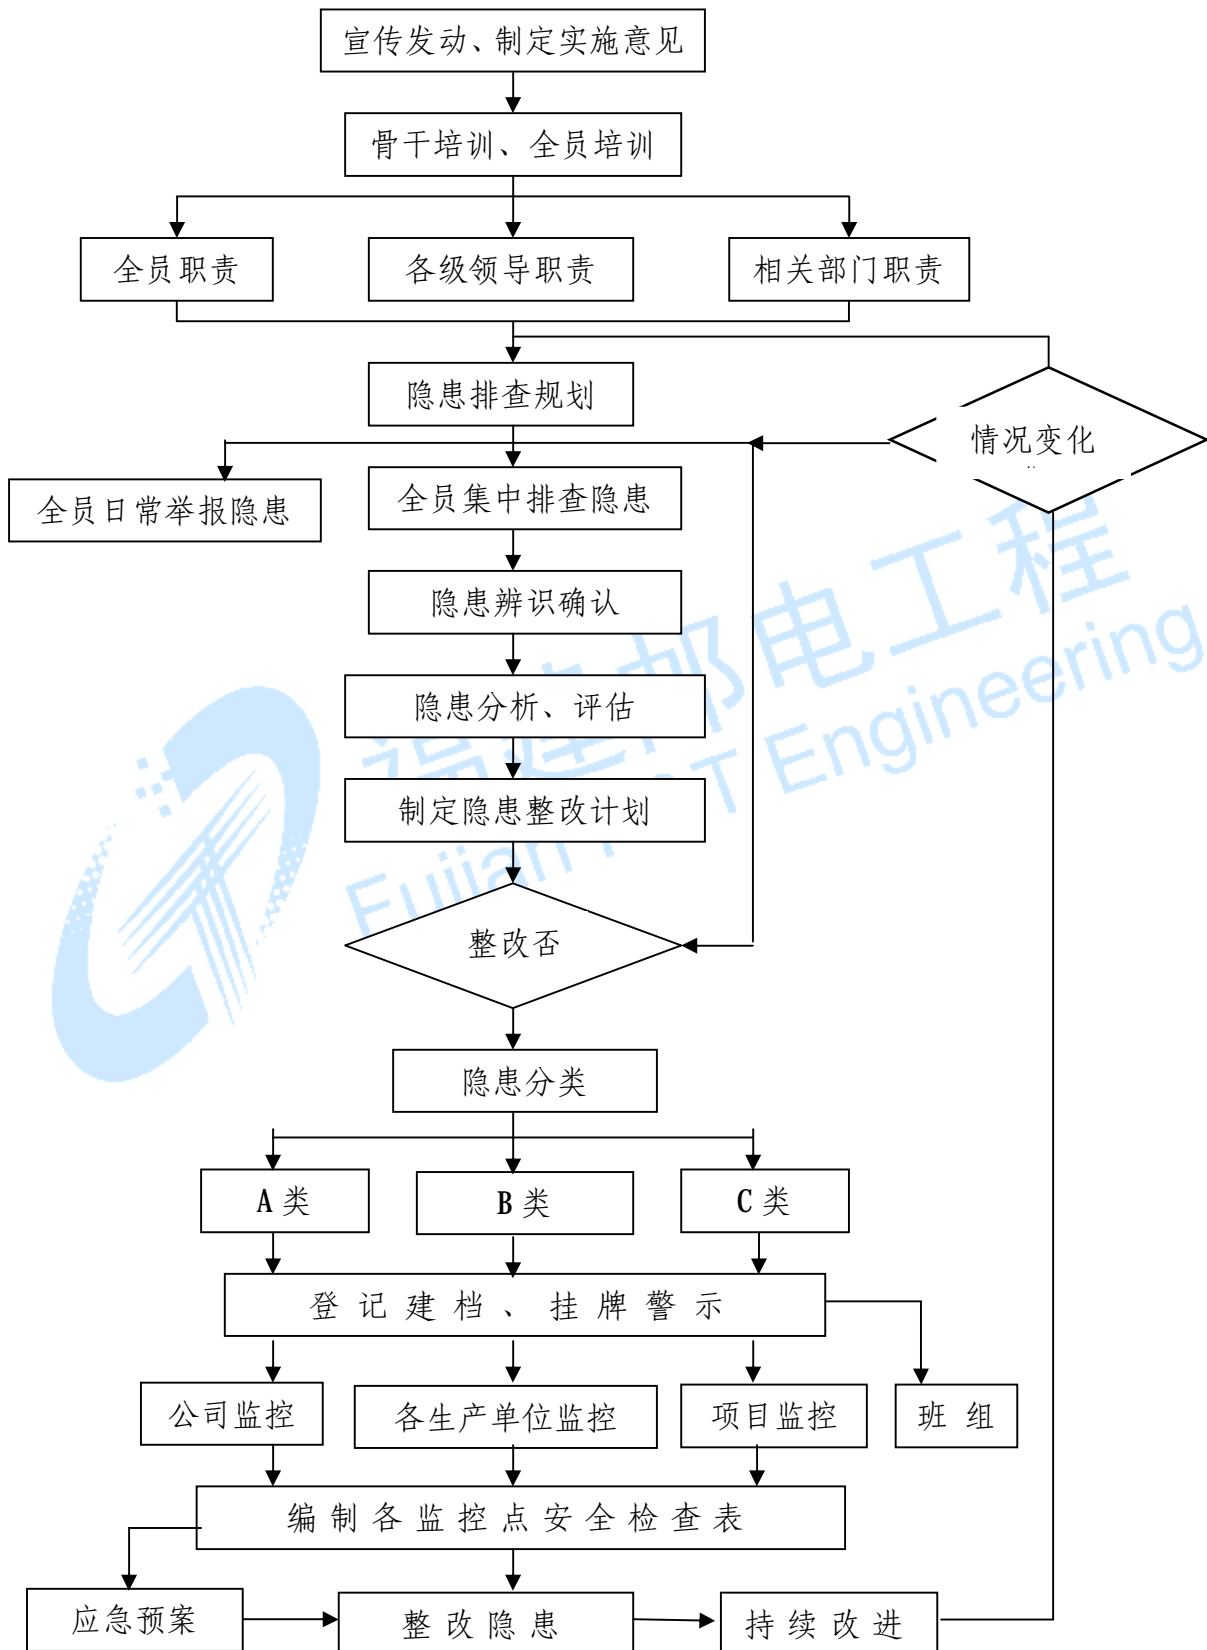 宣传发动、制定实施意见
骨干培训、全员培训
全员职责
各级领导职责
相关部门职责
隐患排查规划
情况变化
全员日常举报隐患
全员集中排查隐患
隐患辨识确认
隐患分析、评估
制定隐患整改计划
整改否
隐患分类
A 类
B 类
C 类
登 记 建 档 、 挂 牌 警 示
公司监控
各生产单位监控
项目监控
班 组
编 制 各 监 控 点 安 全 检 查 表
应急预案
整 改 隐 患
持 续 改 进
福建邮电工程
Engineering